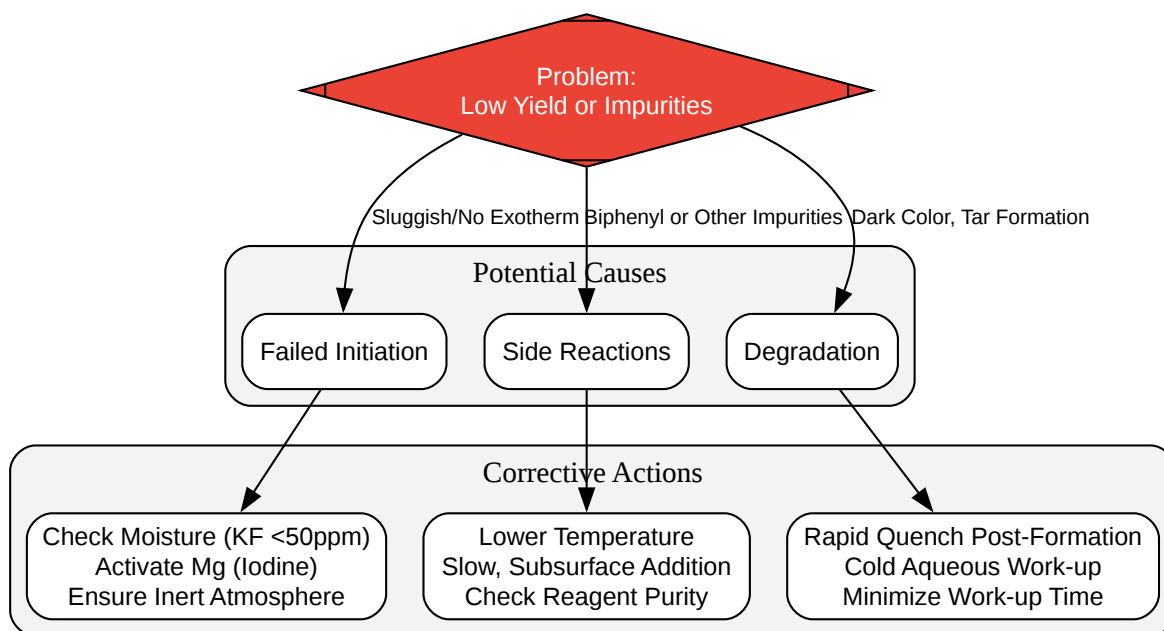 Problem:
Low Yield or Impurities
Sluggish/No Exotherm
Biphenyl or Other Impurities
Dark Color, Tar Formation
Potential Causes
Failed Initiation
Side Reactions
Degradation
Corrective Actions
Check Moisture (KF <50ppm)
Activate Mg (Iodine)
Ensure Inert Atmosphere
Lower Temperature
Slow, Subsurface Addition
Check Reagent Purity
Rapid Quench Post-Formation
Cold Aqueous Work-up
Minimize Work-up Time